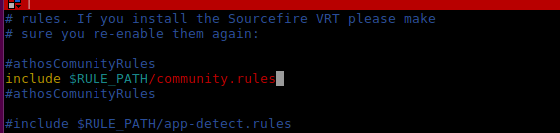 # rules. If you install the Sourcefire VRT please make
# sure you re-enable them again:
#athosComunityRules
include $RULE_PATH/community.rules
#athosComunityRules
#include $RULE_PATH/app-detect.rules